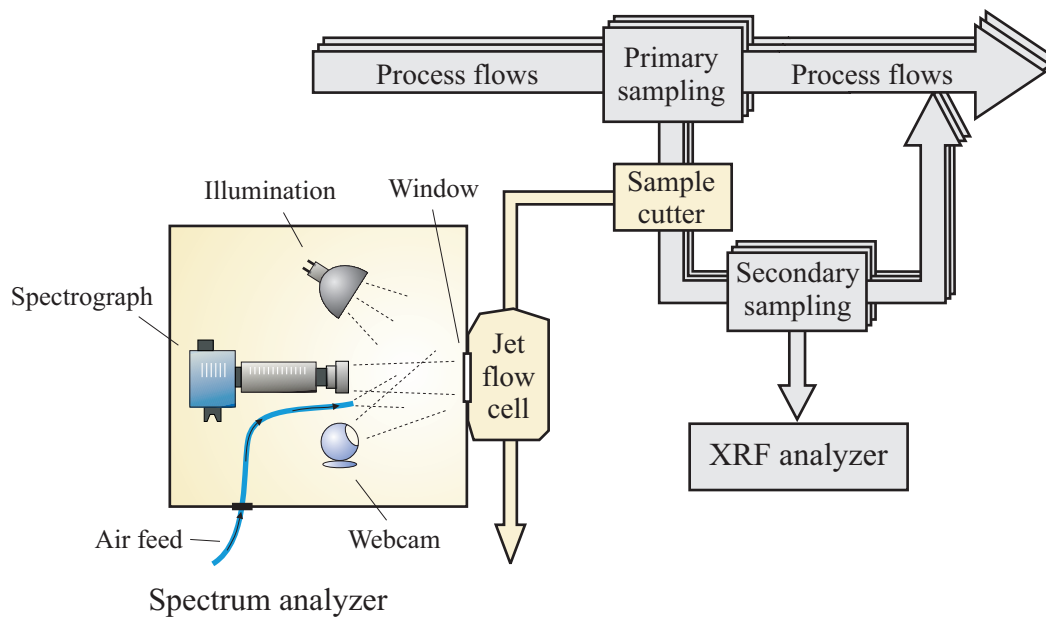 Process flows
Primary
sampling
Process flows
Illumination
Window
Sample
cutter
Spectrograph
Secondary
sampling
Jet
flow
cell
XRF analyzer
Air feed
Webcam
Spectrum analyzer